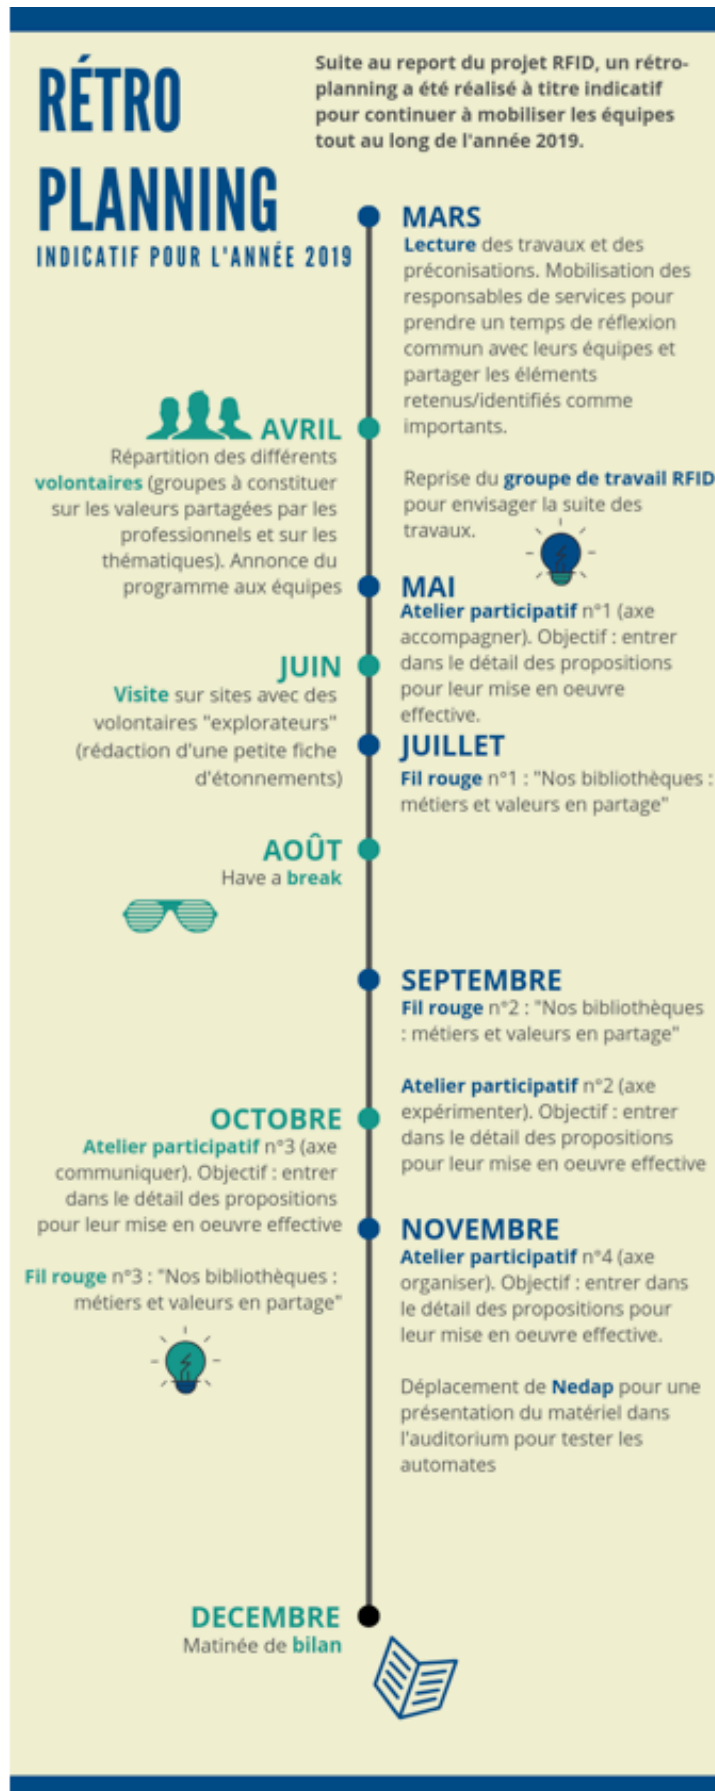 RÉTRO
PLANNING
INDICATIF POUR L'ANNÉE 2019
Suite au report du projet RFID, un rétro-
planning a été réalisé à titre indicatif
pour continuer à mobiliser les équipes
tout au long de l'année 2019.
MARS
Lecture des travaux et des
préconisations. Mobilisation des
responsables de services pour
prendre un temps de réflexion
commun avec leurs équipes et
partager les éléments
retenus/identifiés comme
importants.
Reprise du groupe de travail RFID
pour envisager la suite des
travaux.
AVRIL
Répartition des différents
volontaires (groupes à constituer
sur les valeurs partagées par les
professionnels et sur les
thématiques). Annonce du
programme aux équipes
MAI
Atelier participatif n°1 (axe
accompagner). Objectif : entrer
dans le détail des propositions
pour leur mise en oeuvre
effective.
JUIN
Visite sur sites avec des
volontaires "explorateurs"
(rédaction d'une petite fiche
d'étonnements)
JUILLET
Fil rouge n°1 : "Nos bibliothèques :
métiers et valeurs en partage"
AOÛT
Have a break
SEPTEMBRE
Fil rouge n°2 : "Nos bibliothèques
: métiers et valeurs en partage"
Atelier participatif n°2 (axe
expérimenter). Objectif : entrer
dans le détail des propositions
pour leur mise en oeuvre effective
OCTOBRE
Atelier participatif n°3 (axe
communiquer). Objectif : entrer
dans le détail des propositions
pour leur mise en oeuvre effective
Fil rouge n°3 : "Nos bibliothèques :
métiers et valeurs en partage"
NOVEMBRE
Atelier participatif n°4 (axe
organiser). Objectif : entrer dans
le détail des propositions pour
leur mise en oeuvre effective.
Déplacement de Nedap pour une
présentation du matériel dans
l'auditorium pour tester les
automates
DECEMBRE
Matinée de bilan